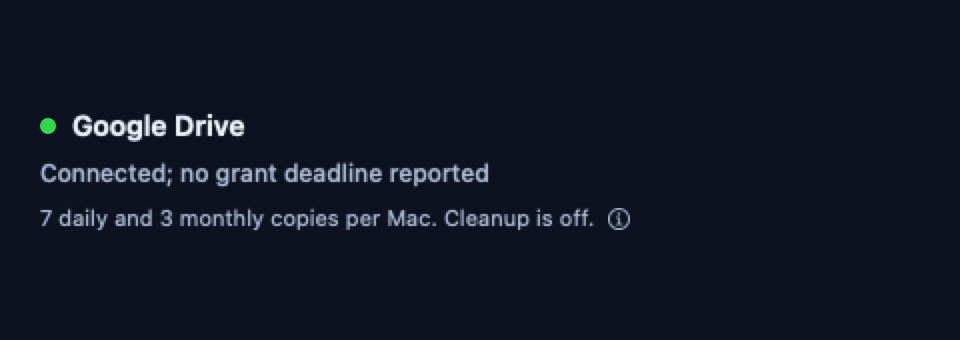 Google Drive
Connected; no grant deadline reported
7 daily and 3 monthly copies per Mac. Cleanup is off.